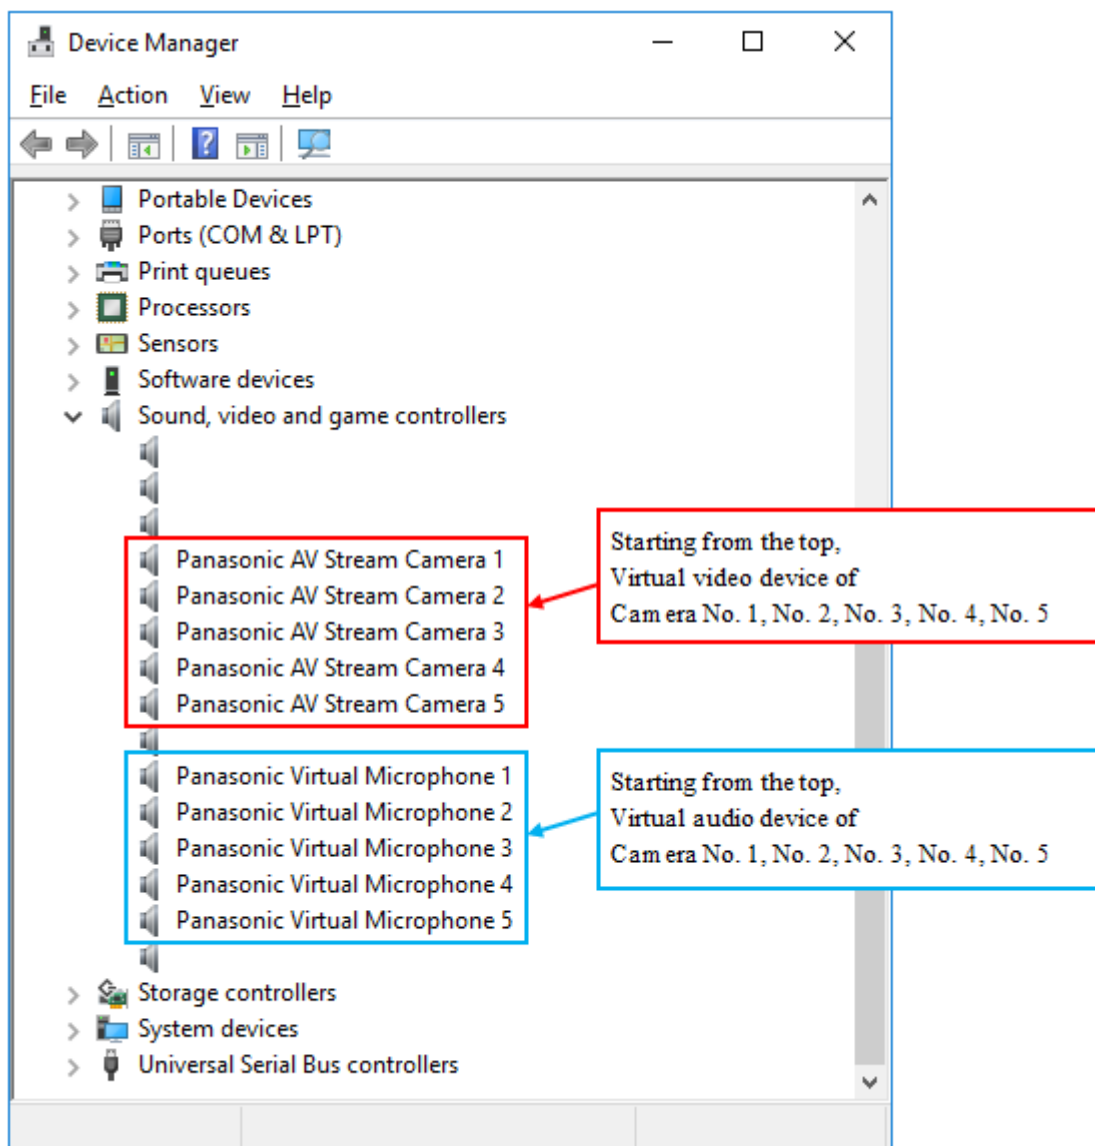 Device Manager
File Action View Help
Portable Devices
Ports (COM & LPT)
Print queues
Processors
Sensors
Software devices
Sound, video and game controllers
Panasonic AV Stream Camera 1
Panasonic AV Stream Camera 2
Panasonic AV Stream Camera 3
Panasonic AV Stream Camera 4
Panasonic AV Stream Camera 5
Starting from the top,
Virtual video device of
Camera No. 1, No. 2, No. 3, No. 4, No. 5
Panasonic Virtual Microphone 1
Panasonic Virtual Microphone 2
Panasonic Virtual Microphone 3
Panasonic Virtual Microphone 4
Panasonic Virtual Microphone 5
Starting from the top,
Virtual audio device of
Camera No. 1, No. 2, No. 3, No. 4, No. 5
Storage controllers
System devices
Universal Serial Bus controllers